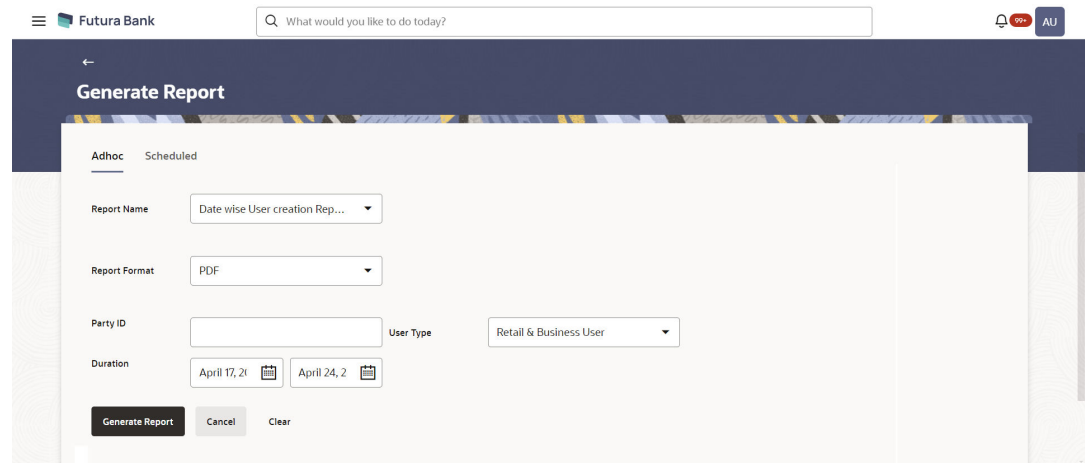 Futura Bank
What would you like to do today?
99+
AU
Generate Report
Adhoc Scheduled
Report Name Date wise User creation Rep...
Report Format PDF
Party ID
User Type Retail & Business User
Duration April 17, 20 April 24, 2
Generate Report Cancel Clear